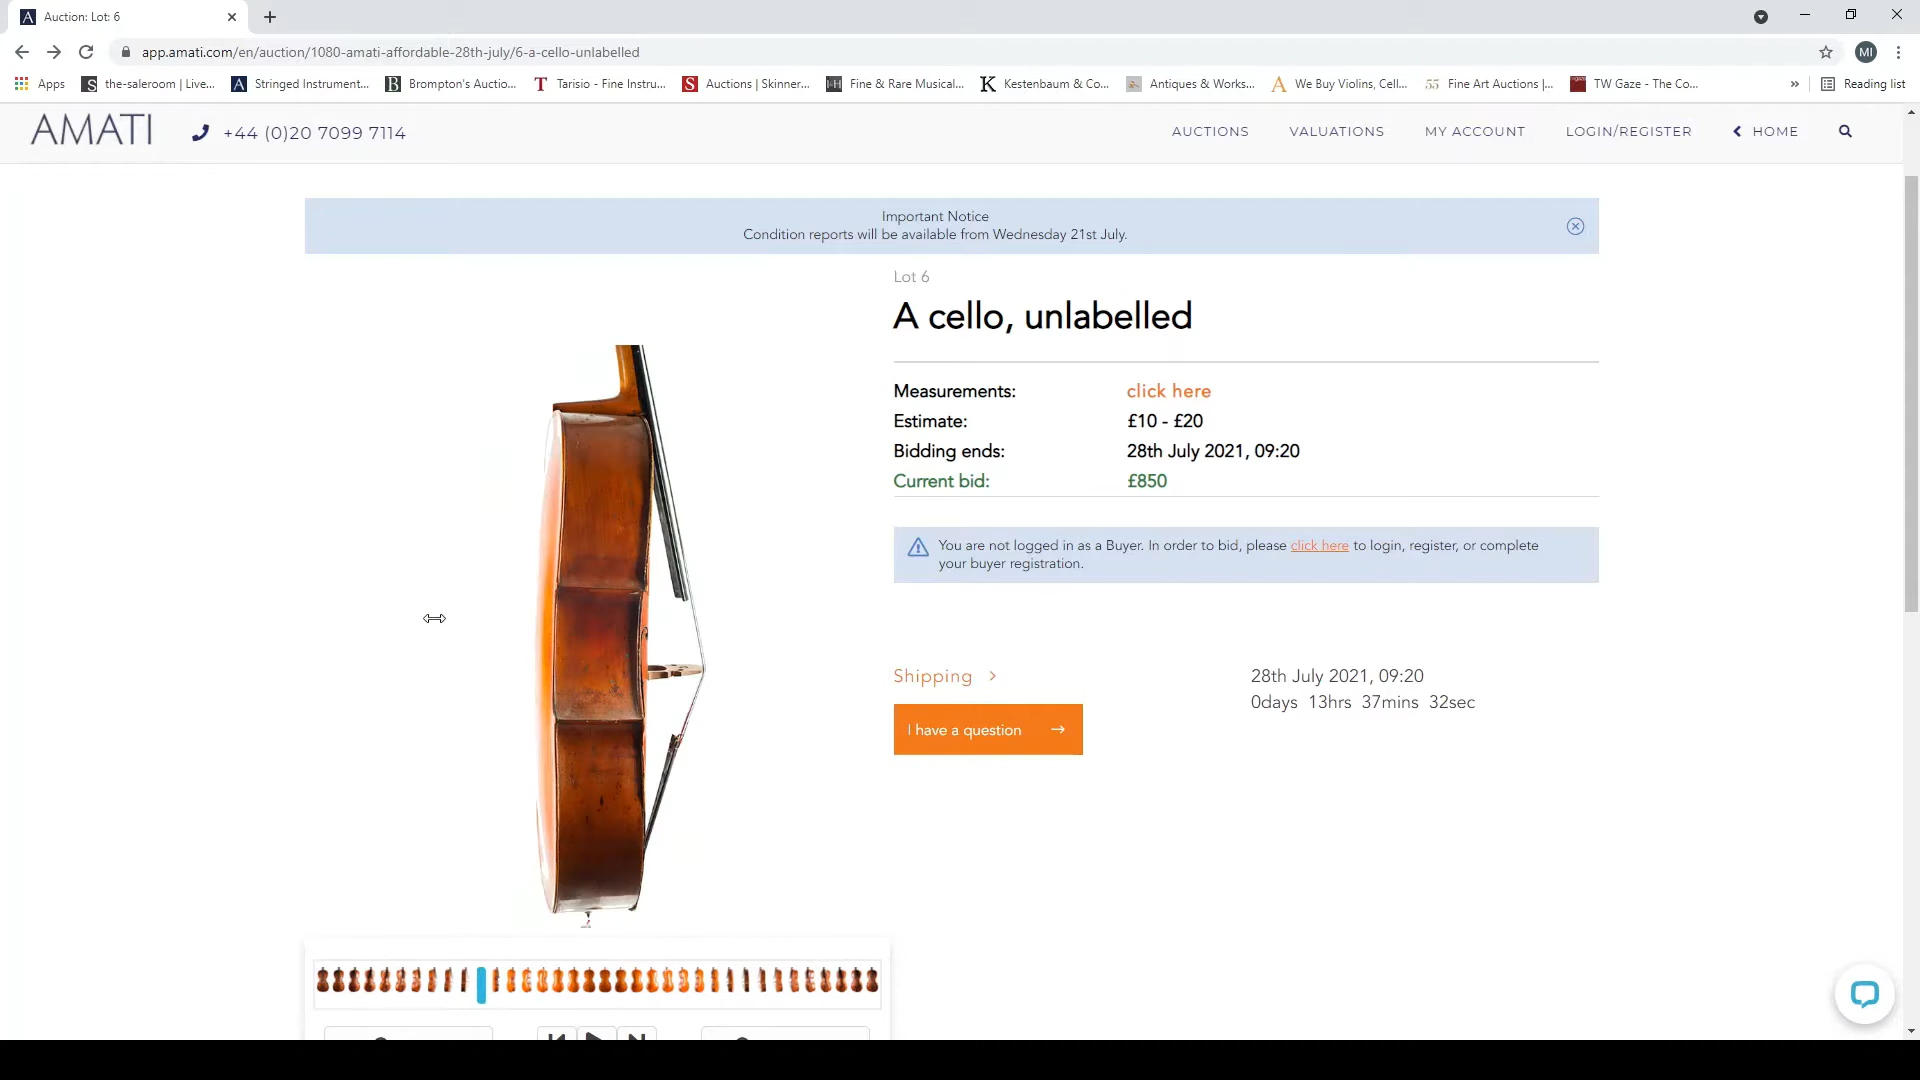 Auction: Lot: 6
app.amati.com/en/auction/1080-amati-affordable-28th-july/6-a-cello-unlabelled
MI
Apps
the-saleroom | Live...
Stringed Instrument...
Brompton's Auctio...
Tarisio - Fine Instru...
Auctions | Skinner...
Fine & Rare Musical...
Kestenbaum & Co...
Antiques & Works...
We Buy Violins, Cell...
Fine Art Auctions |...
TW Gaze - The Co...
»
Reading list
AMATI
+44 (0)20 7099 7114
AUCTIONS
VALUATIONS
MY ACCOUNT
LOGIN/REGISTER
HOME
Important Notice
Condition reports will be available from Wednesday 21st July.
Lot 6
A cello, unlabelled
Measurements: click here
Estimate: £10 - £20
Bidding ends: 28th July 2021, 09:20
Current bid: £850
You are not logged in as a Buyer. In order to bid, please click here to login, register, or complete
your buyer registration.
Shipping >
28th July 2021, 09:20
0days 13hrs 37mins 32sec
I have a question →